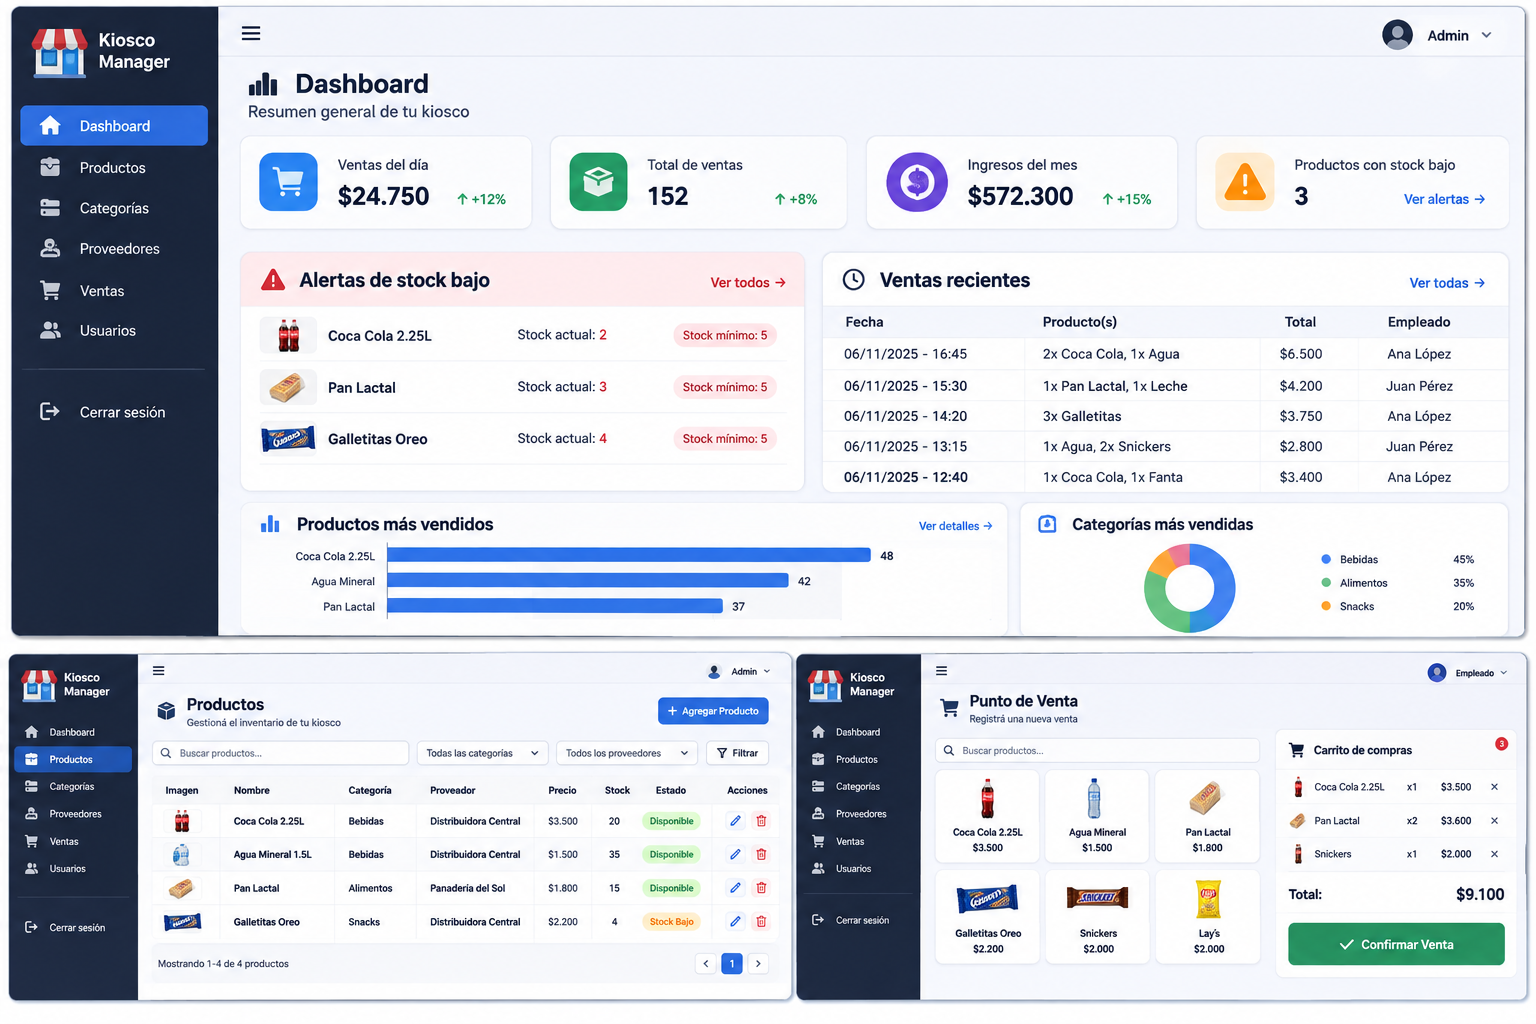 Kiosco
Manager
Dashboard
Productos
Categorías
Proveedores
Ventas
Usuarios
Cerrar sesión
Admin
Dashboard
Resumen general de tu kiosco
Ventas del día
$24.750
↑ +12%
Total de ventas
152
↑ +8%
Ingresos del mes
$572.300
↑ +15%
Productos con stock bajo
3
Ver alertas →
Alertas de stock bajo
Ver todos →
Coca Cola 2.25L Stock actual: 2 Stock mínimo: 5
Pan Lactal Stock actual: 3 Stock mínimo: 5
Galletitas Oreo Stock actual: 4 Stock mínimo: 5
Ventas recientes
Ver todas →
Fecha Producto(s) Total Empleado
06/11/2025 - 16:45 2x Coca Cola, 1x Agua $6.500 Ana López
06/11/2025 - 15:30 1x Pan Lactal, 1x Leche $4.200 Juan Pérez
06/11/2025 - 14:20 3x Galletitas $3.750 Ana López
06/11/2025 - 13:15 1x Agua, 2x Snickers $2.800 Juan Pérez
06/11/2025 - 12:40 1x Coca Cola, 1x Fanta $3.400 Ana López
Productos más vendidos
Ver detalles →
Coca Cola 2.25L 48
Agua Mineral 42
Pan Lactal 37
Categorías más vendidas
Bebidas 45%
Alimentos 35%
Snacks 20%
Kiosco
Manager
Dashboard
Productos
Categorías
Proveedores
Ventas
Usuarios
Cerrar sesión
Admin
Productos
Gestioná el inventario de tu kiosco
+ Agregar Producto
Buscar productos...
Todas las categorías
Todos los proveedores
Filtrar
Imagen Nombre Categoría Proveedor Precio Stock Estado Acciones
Coca Cola 2.25L Bebidas Distribuidora Central $3.500 20 Disponible
Agua Mineral 1.5L Bebidas Distribuidora Central $1.500 35 Disponible
Pan Lactal Alimentos Panadería del Sol $1.800 15 Disponible
Galletitas Oreo Snacks Distribuidora Central $2.200 4 Stock Bajo
Mostrando 1-4 de 4 productos
1
Kiosco
Manager
Dashboard
Productos
Categorías
Proveedores
Ventas
Usuarios
Cerrar sesión
Empleado
Punto de Venta
Registrá una nueva venta
Buscar productos...
Coca Cola 2.25L
$3.500
Agua Mineral
$1.500
Pan Lactal
$1.800
Galletitas Oreo
$2.200
Snickers
$2.000
Lay's
$2.000
Carrito de compras
3
Coca Cola 2.25L x1 $3.500 ×
Pan Lactal x2 $3.600 ×
Snickers x1 $2.000 ×
Total: $9.100
Confirmar Venta